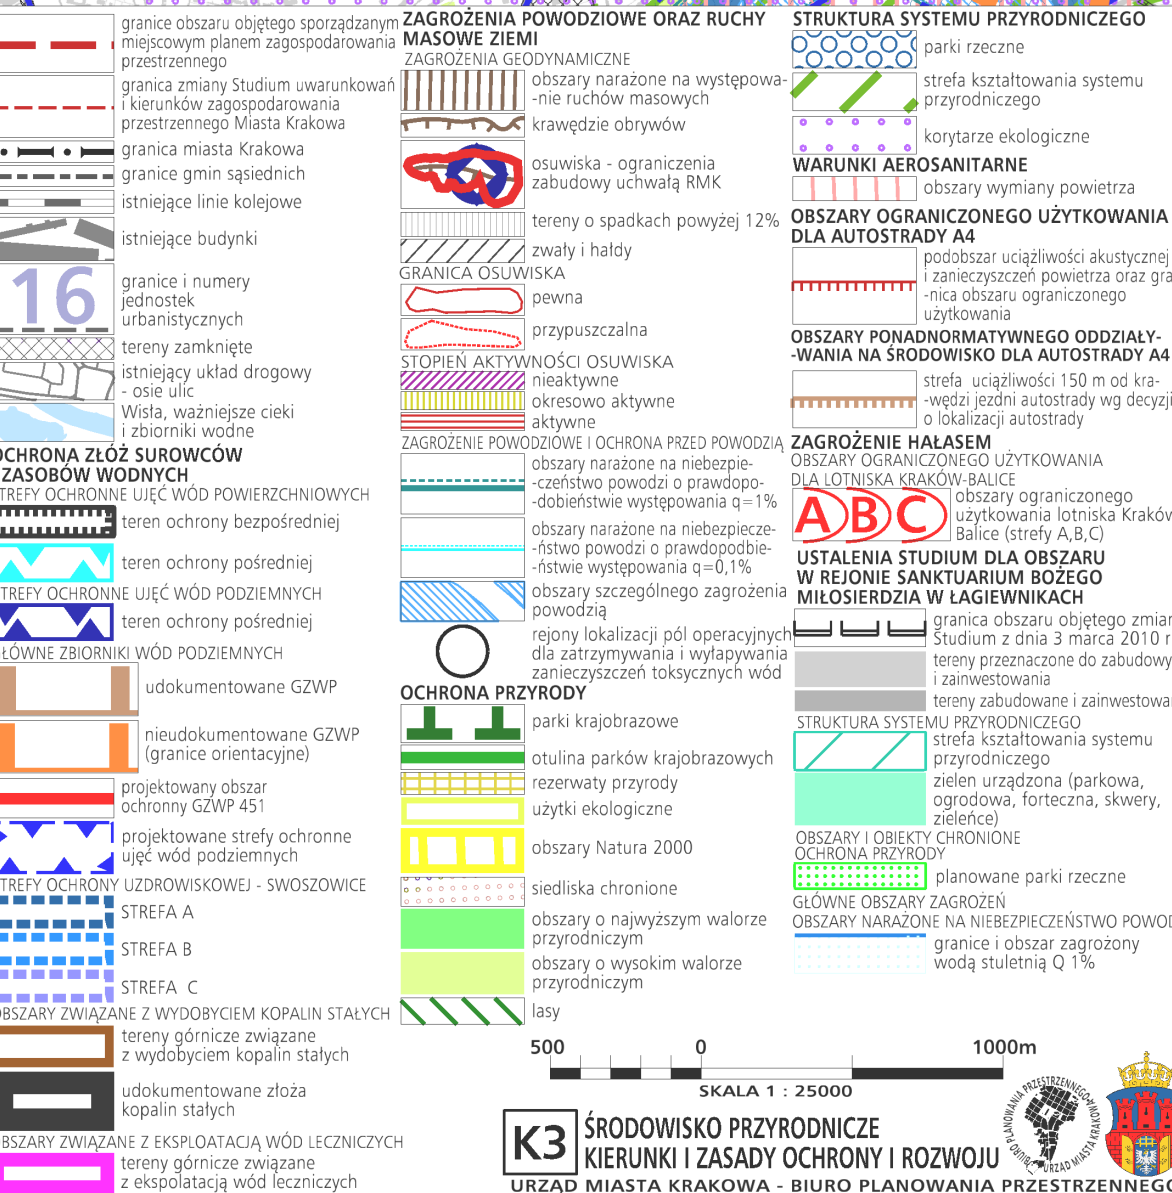 granice obszaru objętego sporządzanym
miejscowym planem zagospodarowania
przestrzennego
granica zmiany Studium uwarunkowań
i kierunków zagospodarowania
przestrzennego Miasta Krakowa
granica miasta Krakowa
granice gmin sąsiednich
istniejące linie kolejowe
istniejące budynki
16
granice i numery
jednostek
urbanistycznych
tereny zamknięte
istniejący układ drogowy
- osie ulic
Wisła, ważniejsze cieki
i zbiorniki wodne
OCHRONA ZŁÓŻ SUROWCÓW
ZASOBÓW WODNYCH
TREFY OCHRONNE UJĘĆ WÓD POWIERZCHNIOWYCH
teren ochrony bezpośredniej
teren ochrony pośredniej
TREFY OCHRONNE UJĘĆ WÓD PODZIEMNYCH
teren ochrony pośredniej
ŁÓWNE ZBIORNIKI WÓD PODZIEMNYCH
udokumentowane GZWP
nieudokumentowane GZWP
(granice orientacyjne)
projektowany obszar
ochronny GZWP 451
projektowane strefy ochronne
ujęć wód podziemnych
TREFY OCHRONY UZDROWISKOWEJ - SWOSZOWICE
STREFA A
STREFA B
STREFA C
OBSZARY ZWIĄZANE Z WYDOBYCIEM KOPALIN STAŁYCH
tereny górnicze związane
z wydobyciem kopalin stałych
udokumentowane złoża
kopalin stałych
OBSZARY ZWIĄZANE Z EKSPLOATACJĄ WÓD LECZNICZYCH
tereny górnicze związane
z ekspolatacją wód leczniczych
ZAGROŻENIA POWODZIOWE ORAZ RUCHY
MASOWE ZIEMI
ZAGROŻENIA GEODYNAMICZNE
obszary narażone na występowa-
-nie ruchów masowych
krawędzie obrywów
osuwiska - ograniczenia
zabudowy uchwałą RMK
tereny o spadkach powyżej 12%
zwały i hałdy
GRANICA OSUWISKA
pewna
przypuszczalna
STOPIEŃ AKTYWNOŚCI OSUWISKA
nieaktywne
okresowo aktywne
aktywne
ZAGROŻENIE POWODZIOWE I OCHRONA PRZED POWODZIĄ
obszary narażone na niebezpie-
-czeństwo powodzi o prawdopo-
-dobieństwie występowania q=1%
obszary narażone na niebezpiecze-
-ństwo powodzi o prawdopodbie-
-ństwie występowania q=0,1%
obszary szczególnego zagrożenia
powodzią
rejony lokalizacji pól operacyjnych
dla zatrzymywania i wyłapywania
zanieczyszczeń toksycznych wód
OCHRONA PRZYRODY
parki krajobrazowe
otulina parków krajobrazowych
rezerwaty przyrody
użytki ekologiczne
obszary Natura 2000
siedliska chronione
obszary o najwyższym walorze
przyrodniczym
obszary o wysokim walorze
przyrodniczym
lasy
STRUKTURA SYSTEMU PRZYRODNICZEGO
parki rzeczne
strefa kształtowania systemu
przyrodniczego
korytarze ekologiczne
WARUNKI AEROSANITARNE
obszary wymiany powietrza
OBSZARY OGRANICZONEGO UŻYTKOWANIA
DLA AUTOSTRADY A4
podobszar uciążliwości akustycznej
i zanieczyszczeń powietrza oraz gra
-nica obszaru ograniczonego
użytkowania
OBSZARY PONADNORMATYWNEGO ODDZIAŁY-
-WANIA NA ŚRODOWISKO DLA AUTOSTRADY A4
strefa uciążliwości 150 m od kra-
-wędzi jezdni autostrady wg decyzji
o lokalizacji autostrady
ZAGROŻENIE HAŁASEM
OBSZARY OGRANICZONEGO UŻYTKOWANIA
DLA LOTNISKA KRAKÓW-BALICE
A B C
obszary ograniczonego
użytkowania lotniska Kraków
Balice (strefy A,B,C)
USTALENIA STUDIUM DLA OBSZARU
W REJONIE SANKTUARIUM BOŻEGO
MIŁOSIERDZIA W ŁAGIEWNIKACH
granica obszaru objętego zmian
Studium z dnia 3 marca 2010 r
tereny przeznaczone do zabudowy
i zainwestowania
tereny zabudowane i zainwestowa
STRUKTURA SYSTEMU PRZYRODNICZEGO
strefa kształtowania systemu
przyrodniczego
zielen urządzona (parkowa,
ogrodowa, forteczna, skwery,
zieleńce)
OBSZARY I OBIEKTY CHRONIONE
OCHRONA PRZYRODY
planowane parki rzeczne
GŁÓWNE OBSZARY ZAGROŻEŃ
OBSZARY NARAŻONE NA NIEBEZPIECZEŃSTWO POWOD
granice i obszar zagrożony
wodą stuletnią Q 1%
500 0 1000m
SKALA 1 : 25000
K3
ŚRODOWISKO PRZYRODNICZE
KIERUNKI I ZASADY OCHRONY I ROZWOJU
BIURO PLANOWANIA PRZESTRZENNEGO
URZĄD MIASTA KRAKOWA
URZĄD MIASTA KRAKOWA - BIURO PLANOWANIA PRZESTRZENNEGO